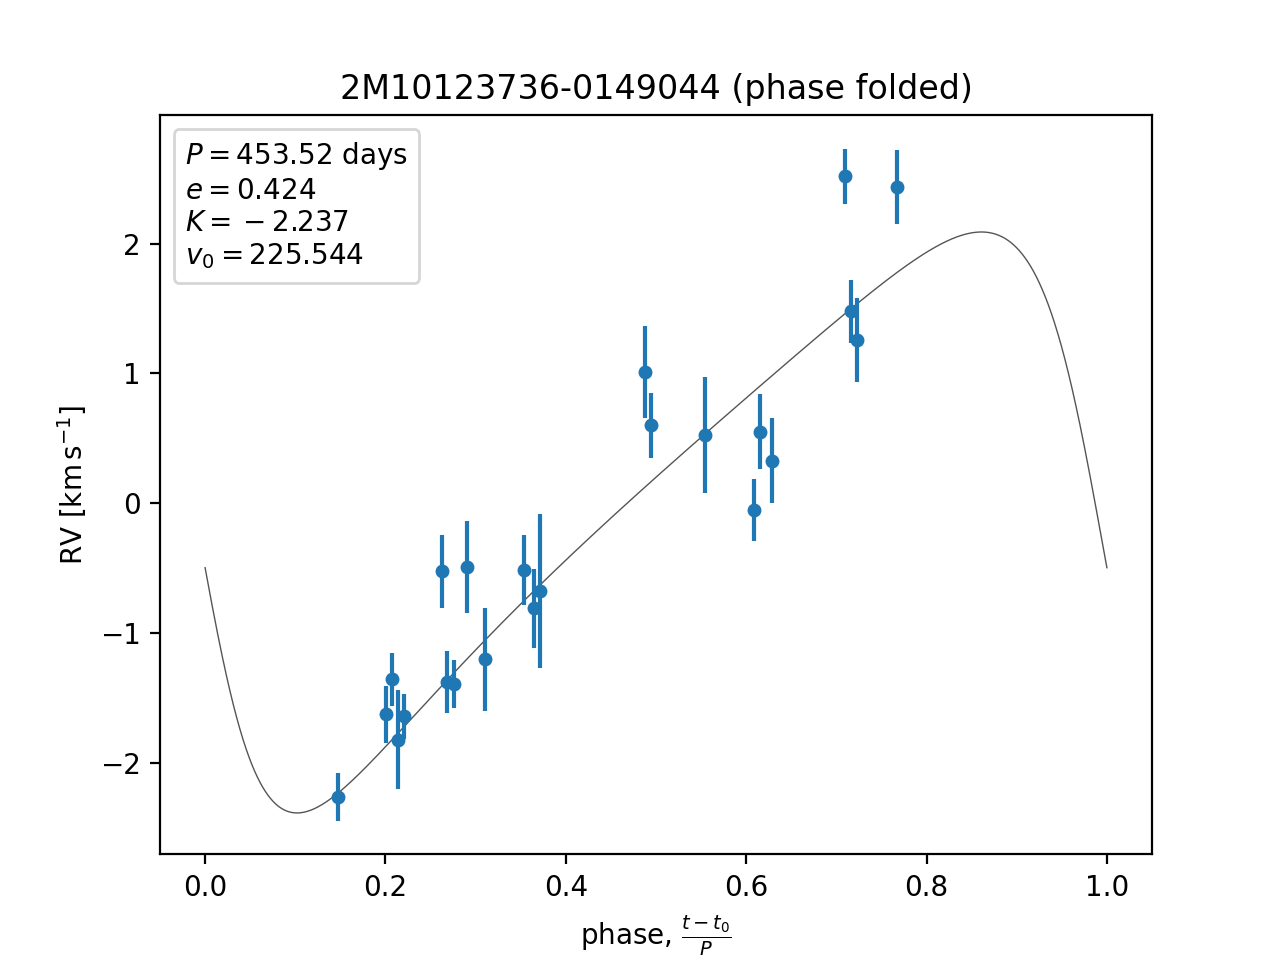 2M10123736-0149044 (phase folded)
P = 453.52 days
e = 0.424
K = −2.237
v₀ = 225.544
2
1
0
−1
−2
RV [km s⁻¹]
0.0 0.2 0.4 0.6 0.8 1.0
phase, (t − t₀)/P